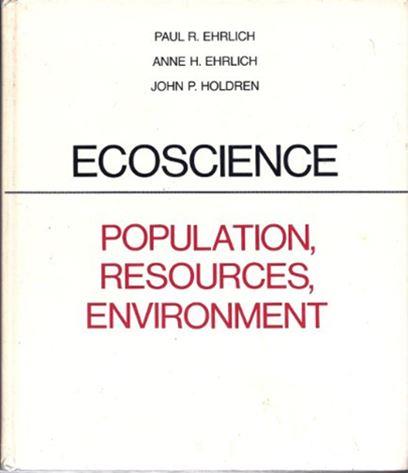 PAUL R. EHRLICH
ANNE H. EHRLICH
JOHN P. HOLDREN
ECOSCIENCE
POPULATION,
RESOURCES,
ENVIRONMENT